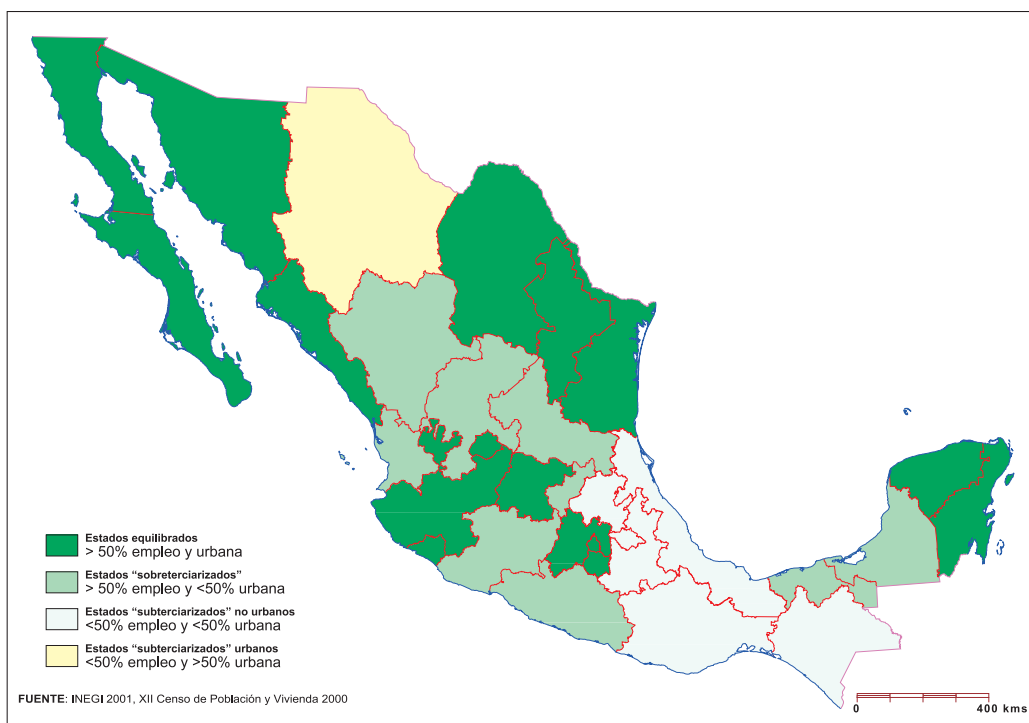 Estados equilibrados
> 50% empleo y urbana
Estados “sobreterciarizados”
> 50% empleo y <50% urbana
Estados “subterciarizados” no urbanos
<50% empleo y <50% urbana
Estados “subterciarizados” urbanos
<50% empleo y >50% urbana
FUENTE: INEGI 2001, XII Censo de Población y Vivienda 2000
0 400 kms